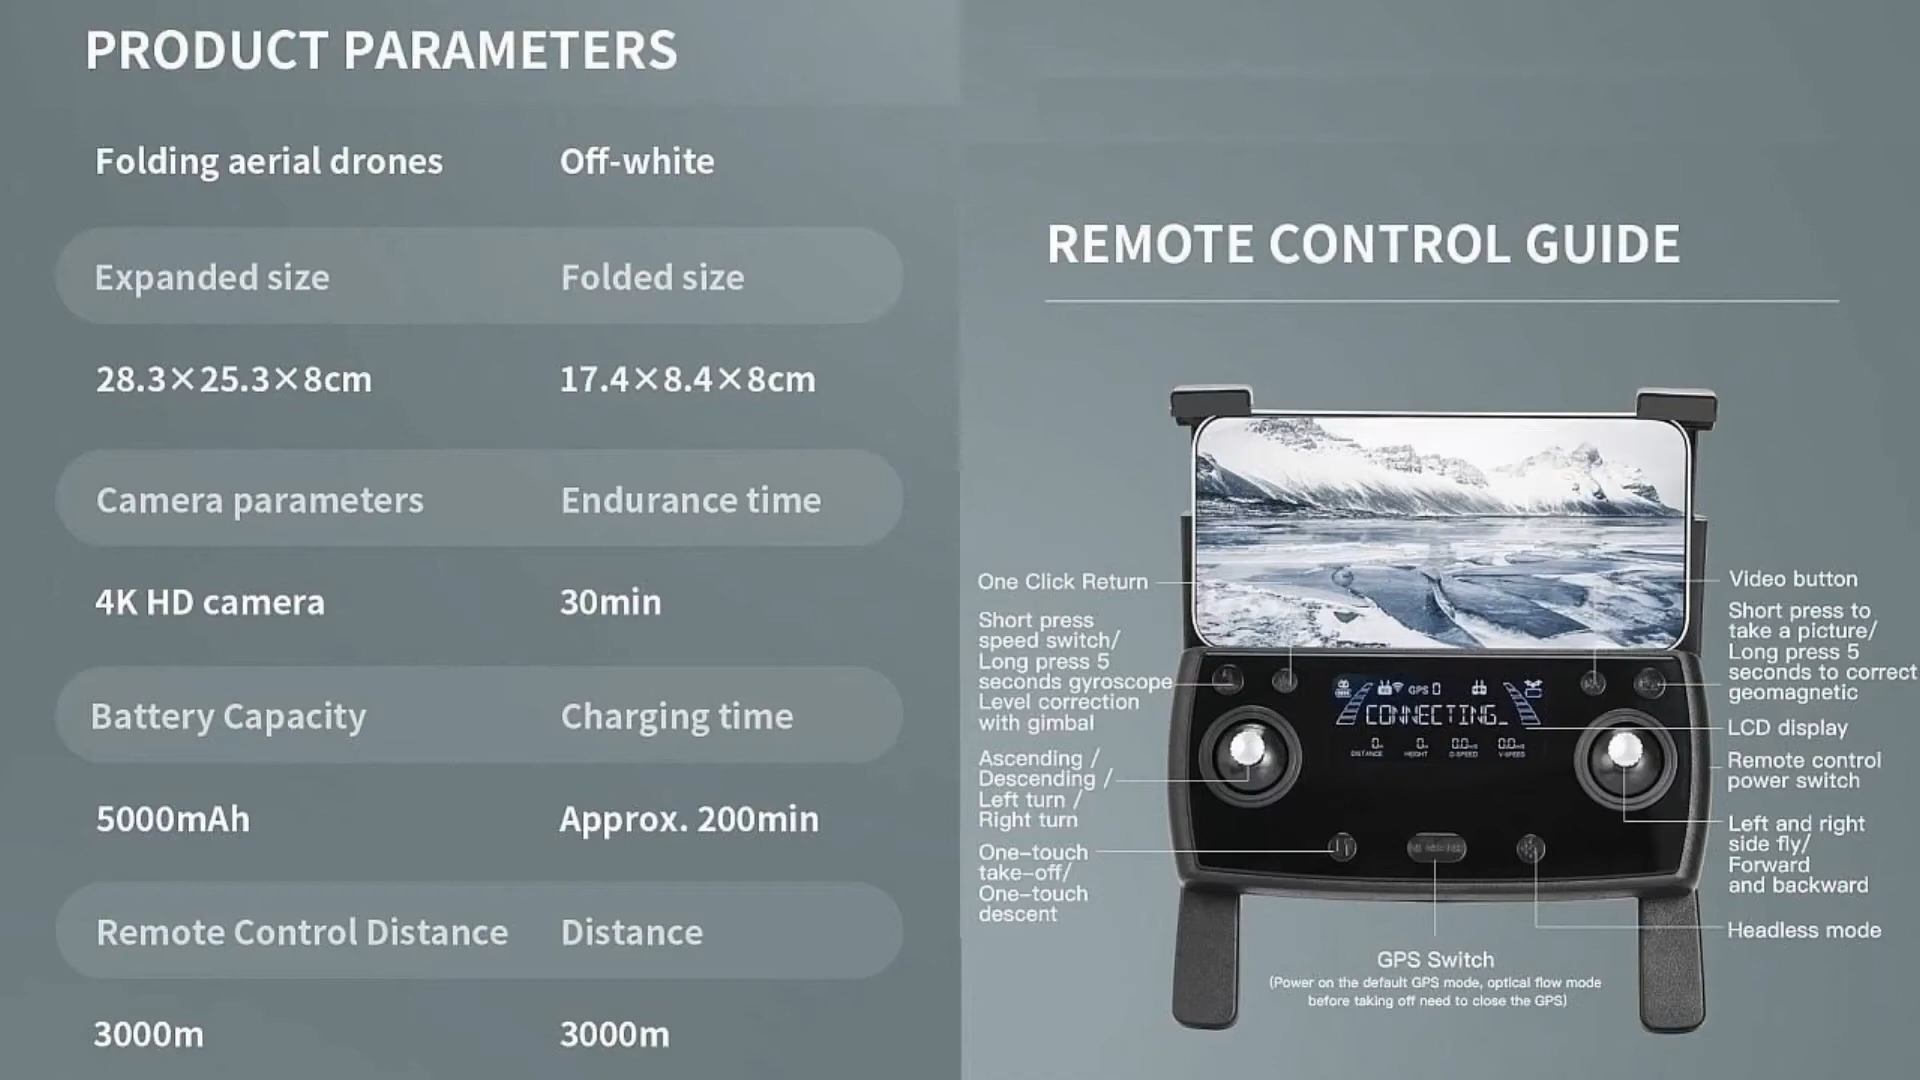 PRODUCT PARAMETERS
Folding aerial drones
Off-white
Expanded size
Folded size
28.3×25.3×8cm
17.4×8.4×8cm
Camera parameters
Endurance time
4K HD camera
30min
Battery Capacity
Charging time
5000mAh
Approx. 200min
Remote Control Distance
Distance
3000m
3000m
REMOTE CONTROL GUIDE
One Click Return
Short press
speed switch/
Long press 5
seconds gyroscope
Level correction
with gimbal
Ascending /
Descending /
Left turn /
Right turn
One-touch
take-off/
One-touch
descent
GPS 0
CONNECTING_
DISTANCE
HEIGHT
D-SPEED
V-SPEED
Video button
Short press to
take a picture/
Long press 5
seconds to correct
geomagnetic
LCD display
Remote control
power switch
Left and right
side fly/
Forward
and backward
Headless mode
GPS Switch
(Power on the default GPS mode, optical flow mode
before taking off need to close the GPS)